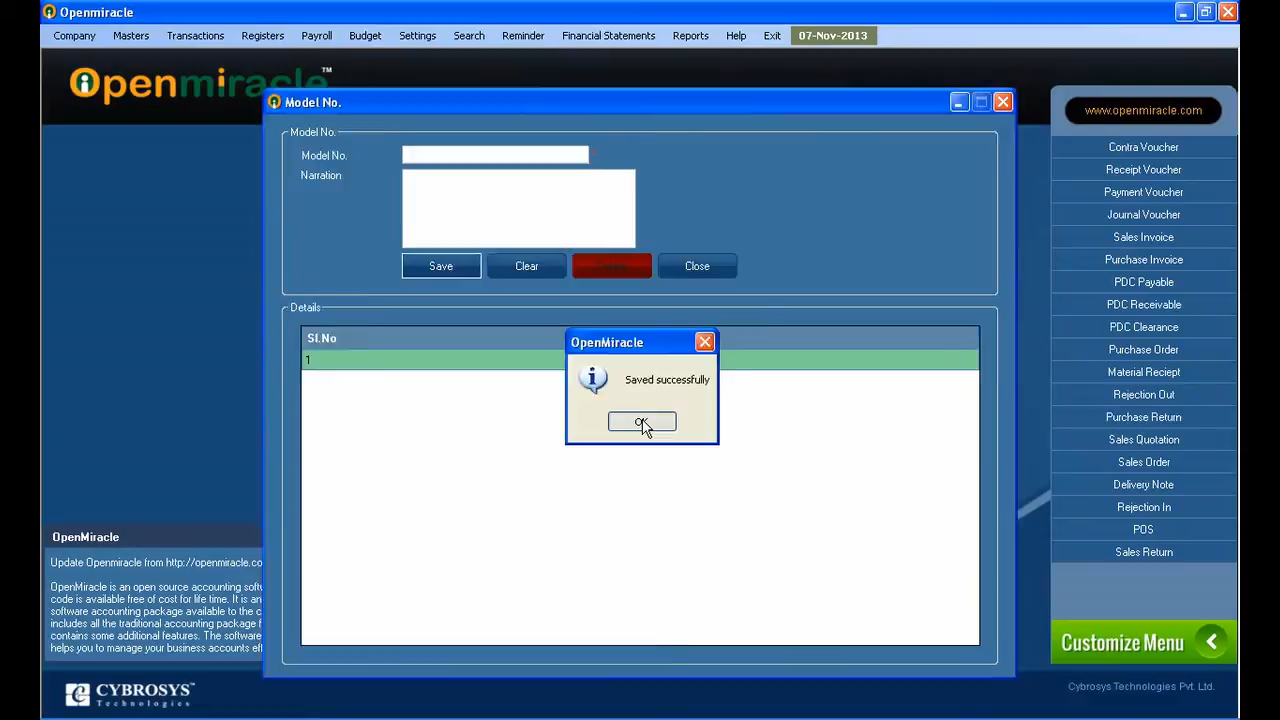 Openmiracle
Company Masters Transactions Registers Payroll Budget Settings Search Reminder Financial Statements Reports Help Exit 07-Nov-2013
Openmiracle™
Model No.
www.openmiracle.com
Model No.
Model No.
Narration
Save Clear Close
Details
Sl.No
1
OpenMiracle
Saved successfully
OK
Contra Voucher
Receipt Voucher
Payment Voucher
Journal Voucher
Sales Invoice
Purchase Invoice
PDC Payable
PDC Receivable
PDC Clearance
Purchase Order
Material Reciept
Rejection Out
Purchase Return
Sales Quotation
Sales Order
Delivery Note
Rejection In
POS
Sales Return
Customize Menu
OpenMiracle
Update Openmiracle from http://openmiracle.co
OpenMiracle is an open source accounting softw
code is available free of cost for life time. It is an
software accounting package available to the c
includes all the traditional accounting package f
contains some additional features. The software
helps you to manage your business accounts eff
CYBROSYS™
Technologies
Cybrosys Technologies Pvt. Ltd.